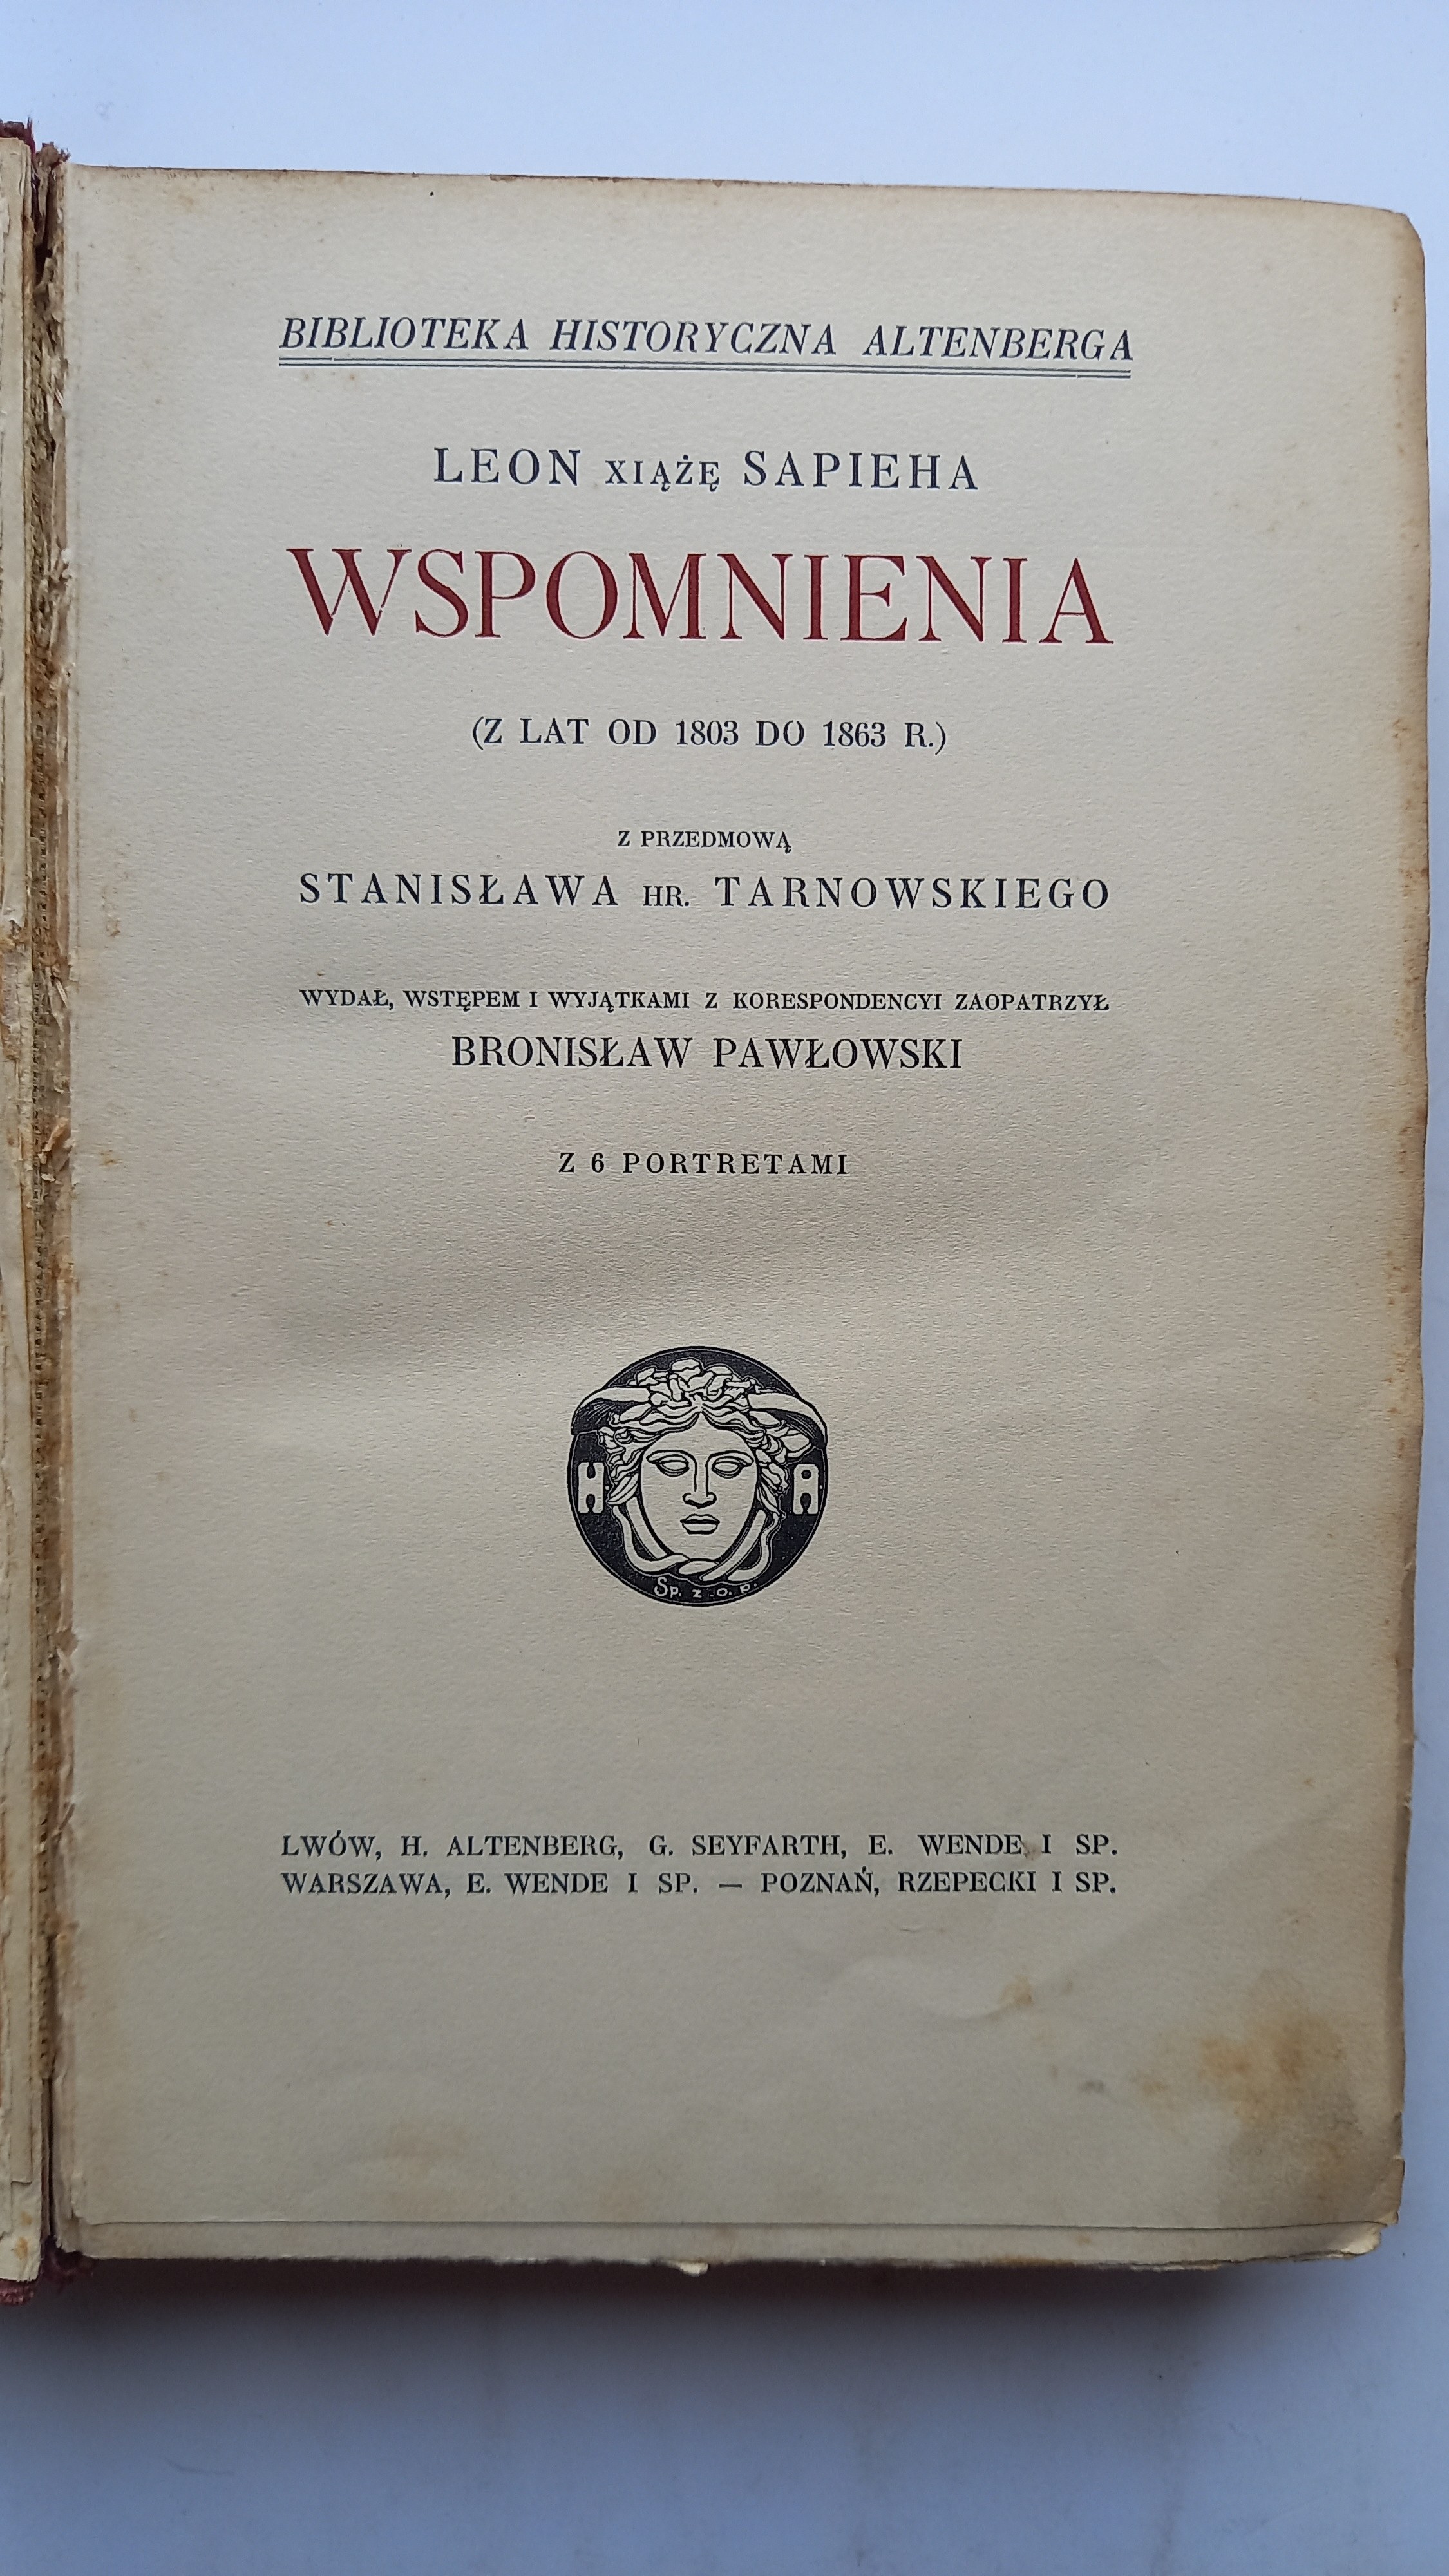 BIBLIOTEKA HISTORYCZNA ALTENBERGA
LEON XIĄŻĘ SAPIEHA
WSPOMNIENIA
(Z LAT OD 1803 DO 1863 R.)
Z PRZEDMOWĄ
STANISŁAWA HR. TARNOWSKIEGO
WYDAŁ, WSTĘPEM I WYJĄTKAMI Z KORESPONDENCYI ZAOPATRZYŁ
BRONISŁAW PAWŁOWSKI
Z 6 PORTRETAMI
H A
Sp. z. o. p.
LWÓW, H. ALTENBERG, G. SEYFARTH, E. WENDE I SP.
WARSZAWA, E. WENDE I SP. — POZNAŃ, RZEPECKI I SP.